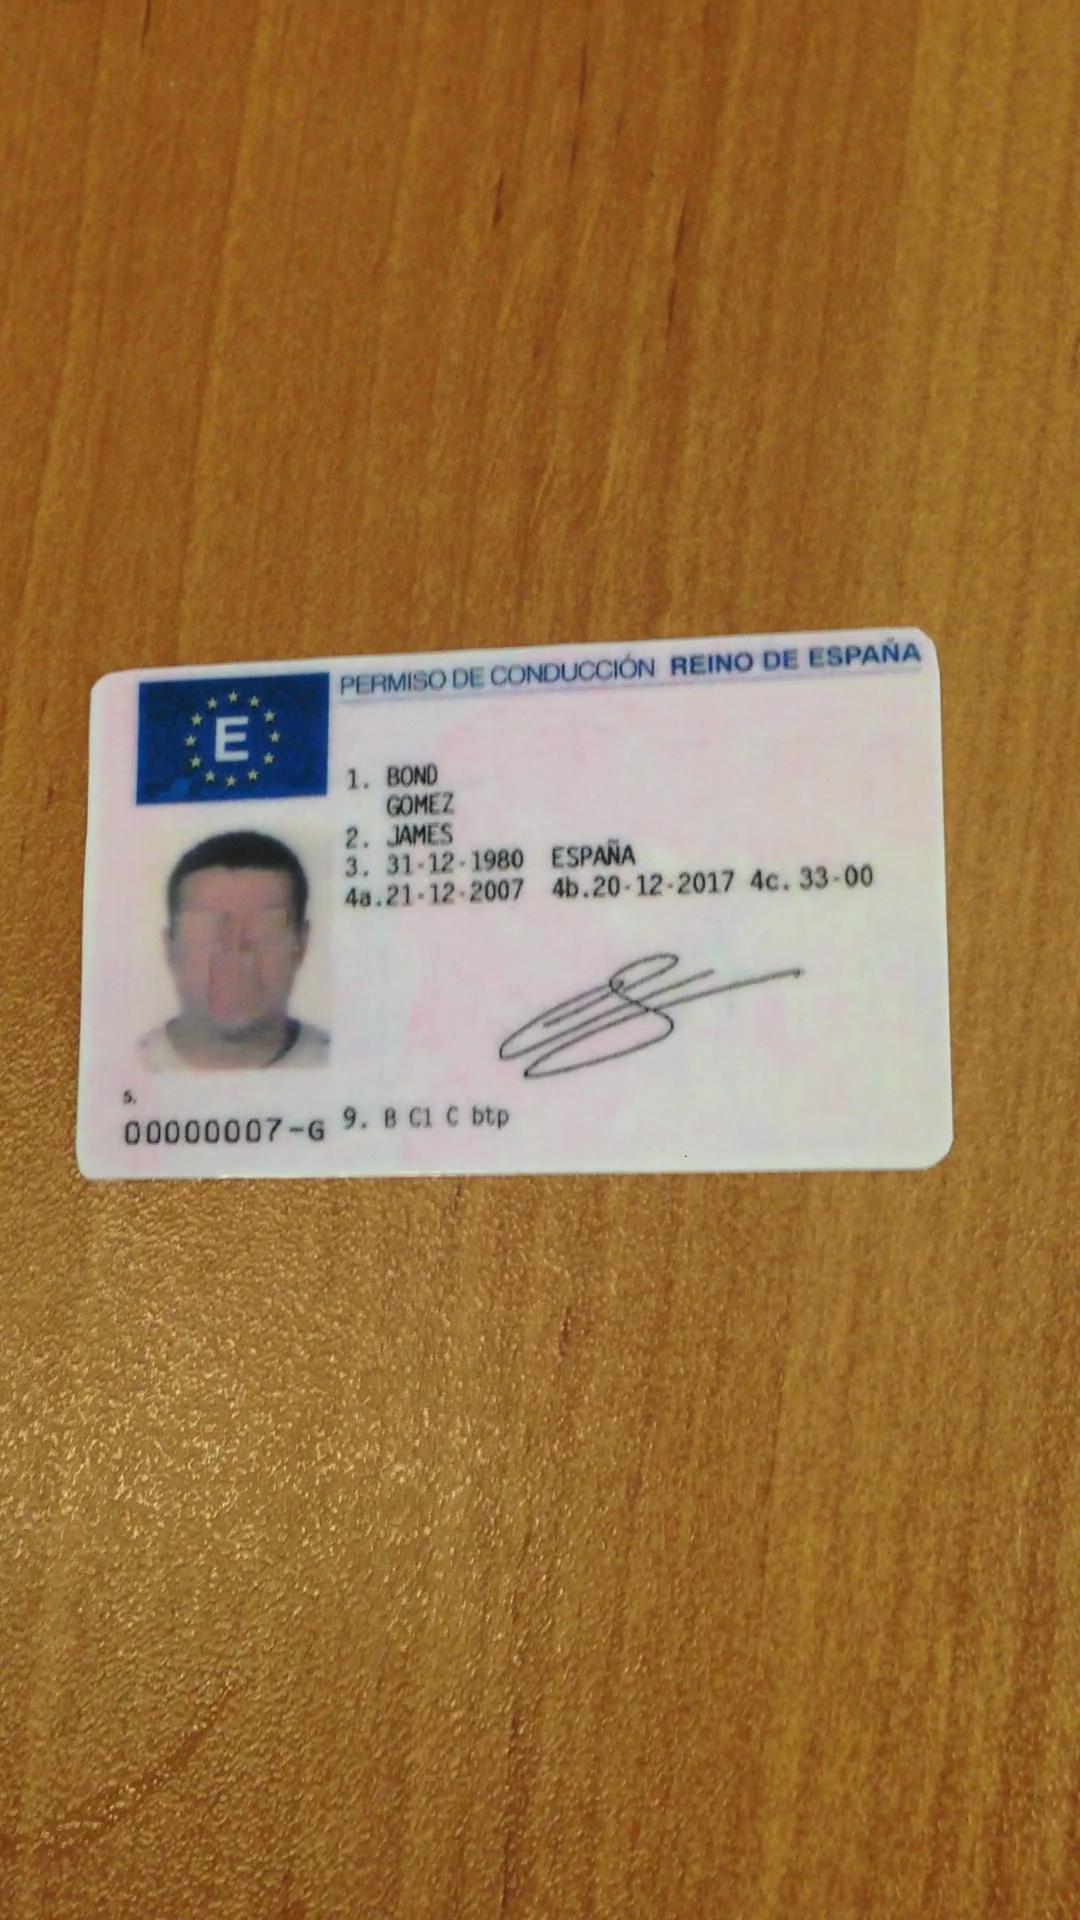 PERMISO DE CONDUCCIÓN REINO DE ESPAÑA
E
1. BOND
GOMEZ
2. JAMES
3. 31-12-1980 ESPAÑA
4a.21-12-2007 4b.20-12-2017 4c. 33-00
5.
00000007-G
9. B C1 C btp